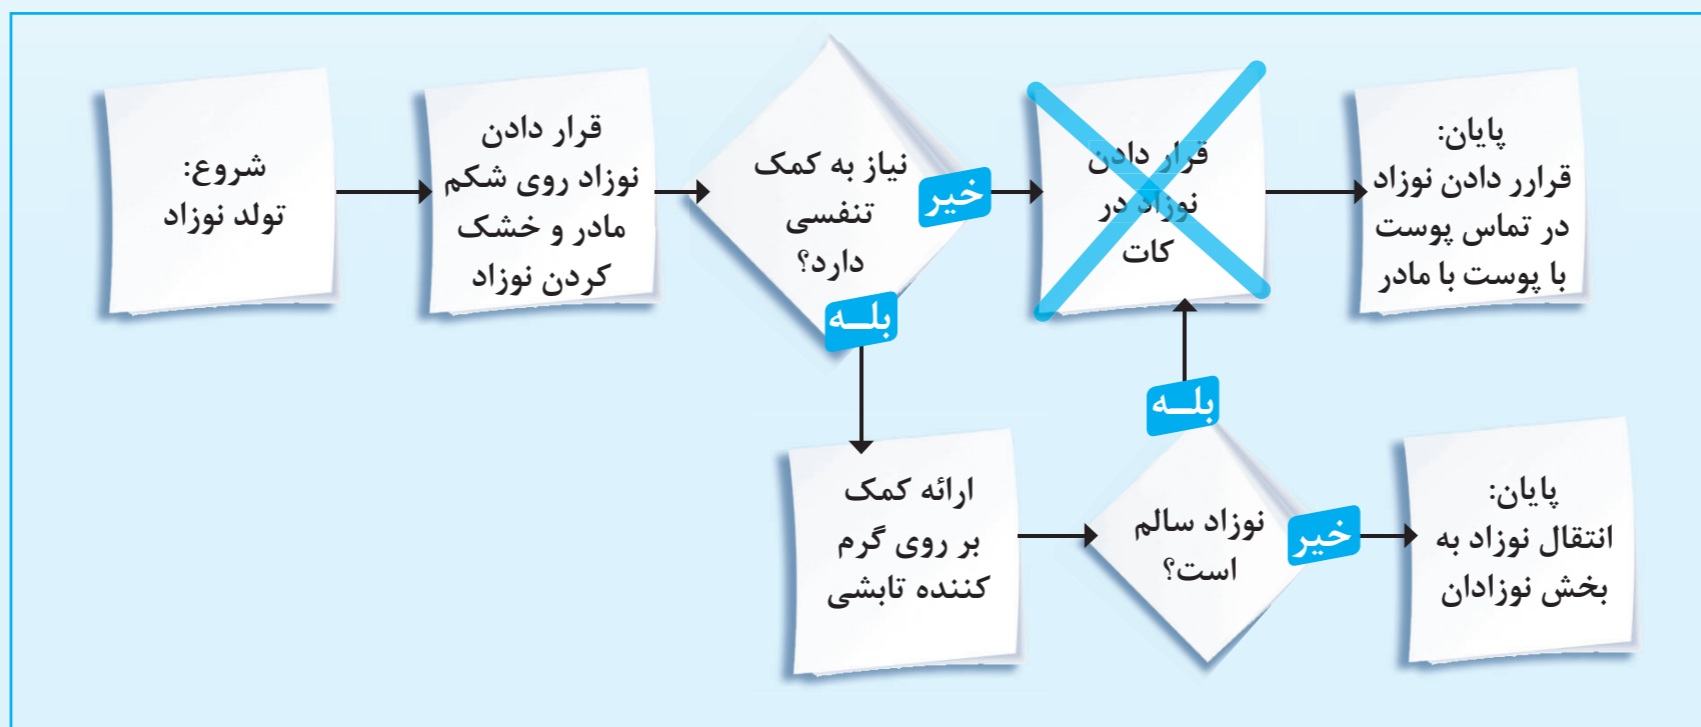 شروع:
تولد نوزاد
قرار دادن
نوزاد روی شکم
مادر و خشک
کردن نوزاد
نیاز به کمک
تنفسی
دارد؟
خیر
بلــه
قرار دادن
نوزاد در
کات
پایان:
قرارر دادن نوزاد
در تماس پوست
با پوست با مادر
ارائه کمک
بر روی گرم
کننده تابشی
نوزاد سالم
است؟
بلــه
خیر
پایان:
انتقال نوزاد به
بخش نوزادان